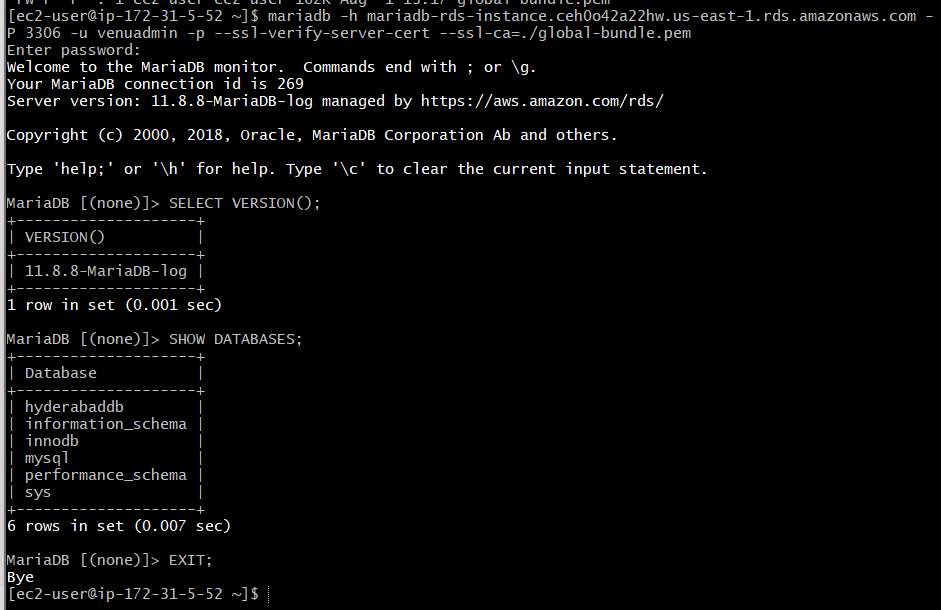 [ec2-user@ip-172-31-5-52 ~]$ mariadb -h mariadb-rds-instance.ceh0o42a22hw.us-east-1.rds.amazonaws.com -
P 3306 -u venuadmin -p --ssl-verify-server-cert --ssl-ca=./global-bundle.pem
Enter password:
Welcome to the MariaDB monitor.  Commands end with ; or \g.
Your MariaDB connection id is 269
Server version: 11.8.8-MariaDB-log managed by https://aws.amazon.com/rds/

Copyright (c) 2000, 2018, Oracle, MariaDB Corporation Ab and others.

Type 'help;' or '\h' for help. Type '\c' to clear the current input statement.

MariaDB [(none)]> SELECT VERSION();
+--------------------+
| VERSION()          |
+--------------------+
| 11.8.8-MariaDB-log |
+--------------------+
1 row in set (0.001 sec)

MariaDB [(none)]> SHOW DATABASES;
+--------------------+
| Database           |
+--------------------+
| hyderabaddb        |
| information_schema |
| innodb             |
| mysql              |
| performance_schema |
| sys                |
+--------------------+
6 rows in set (0.007 sec)

MariaDB [(none)]> EXIT;
Bye
[ec2-user@ip-172-31-5-52 ~]$